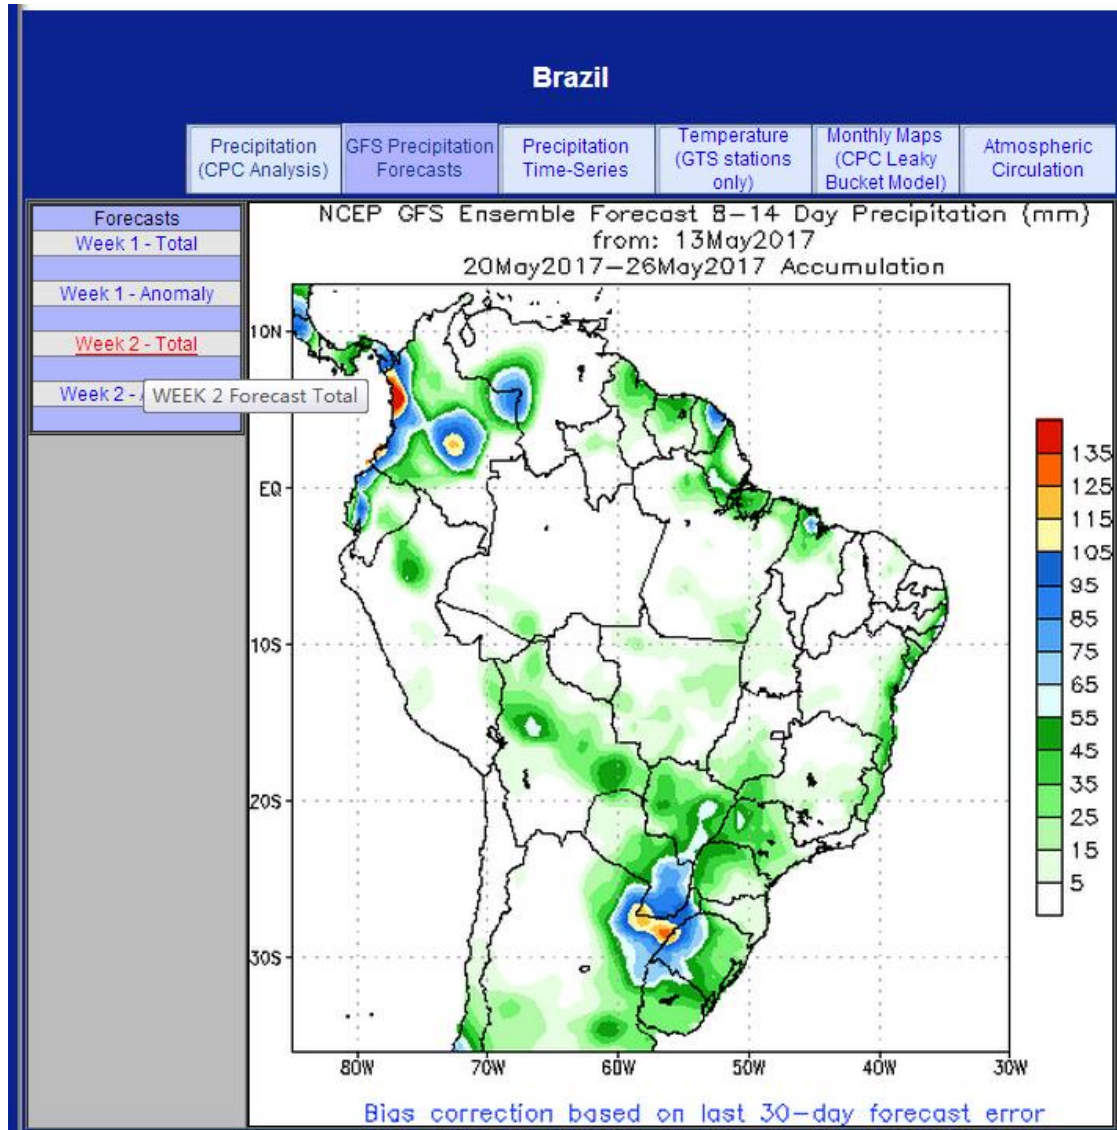 Brazil
Precipitation
(CPC Analysis)
GFS Precipitation
Forecasts
Precipitation
Time-Series
Temperature
(GTS stations
only)
Monthly Maps
(CPC Leaky
Bucket Model)
Atmospheric
Circulation
Forecasts
Week 1 - Total
Week 1 - Anomaly
Week 2 - Total
Week 2 -
WEEK 2 Forecast Total
NCEP GFS Ensemble Forecast 8-14 Day Precipitation (mm)
from: 13May2017
20May2017-26May2017 Accumulation
10N
EQ
10S
20S
30S
80W
70W
60W
50W
40W
30W
135
125
115
105
95
85
75
65
55
45
35
25
15
5
Bias correction based on last 30-day forecast error